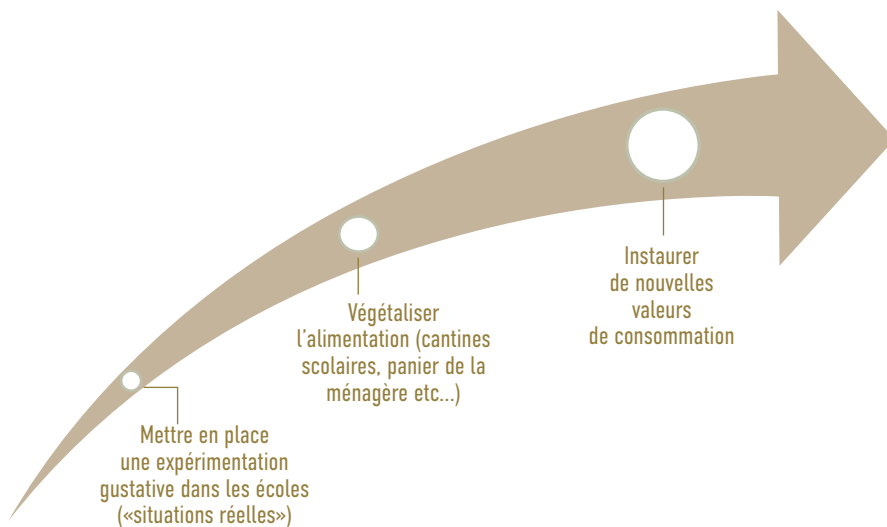 Mettre en place
une expérimentation
gustative dans les écoles
(«situations réelles»)
Végétaliser
l'alimentation (cantines
scolaires, panier de la
ménagère etc...)
Instaurer
de nouvelles
valeurs
de consommation